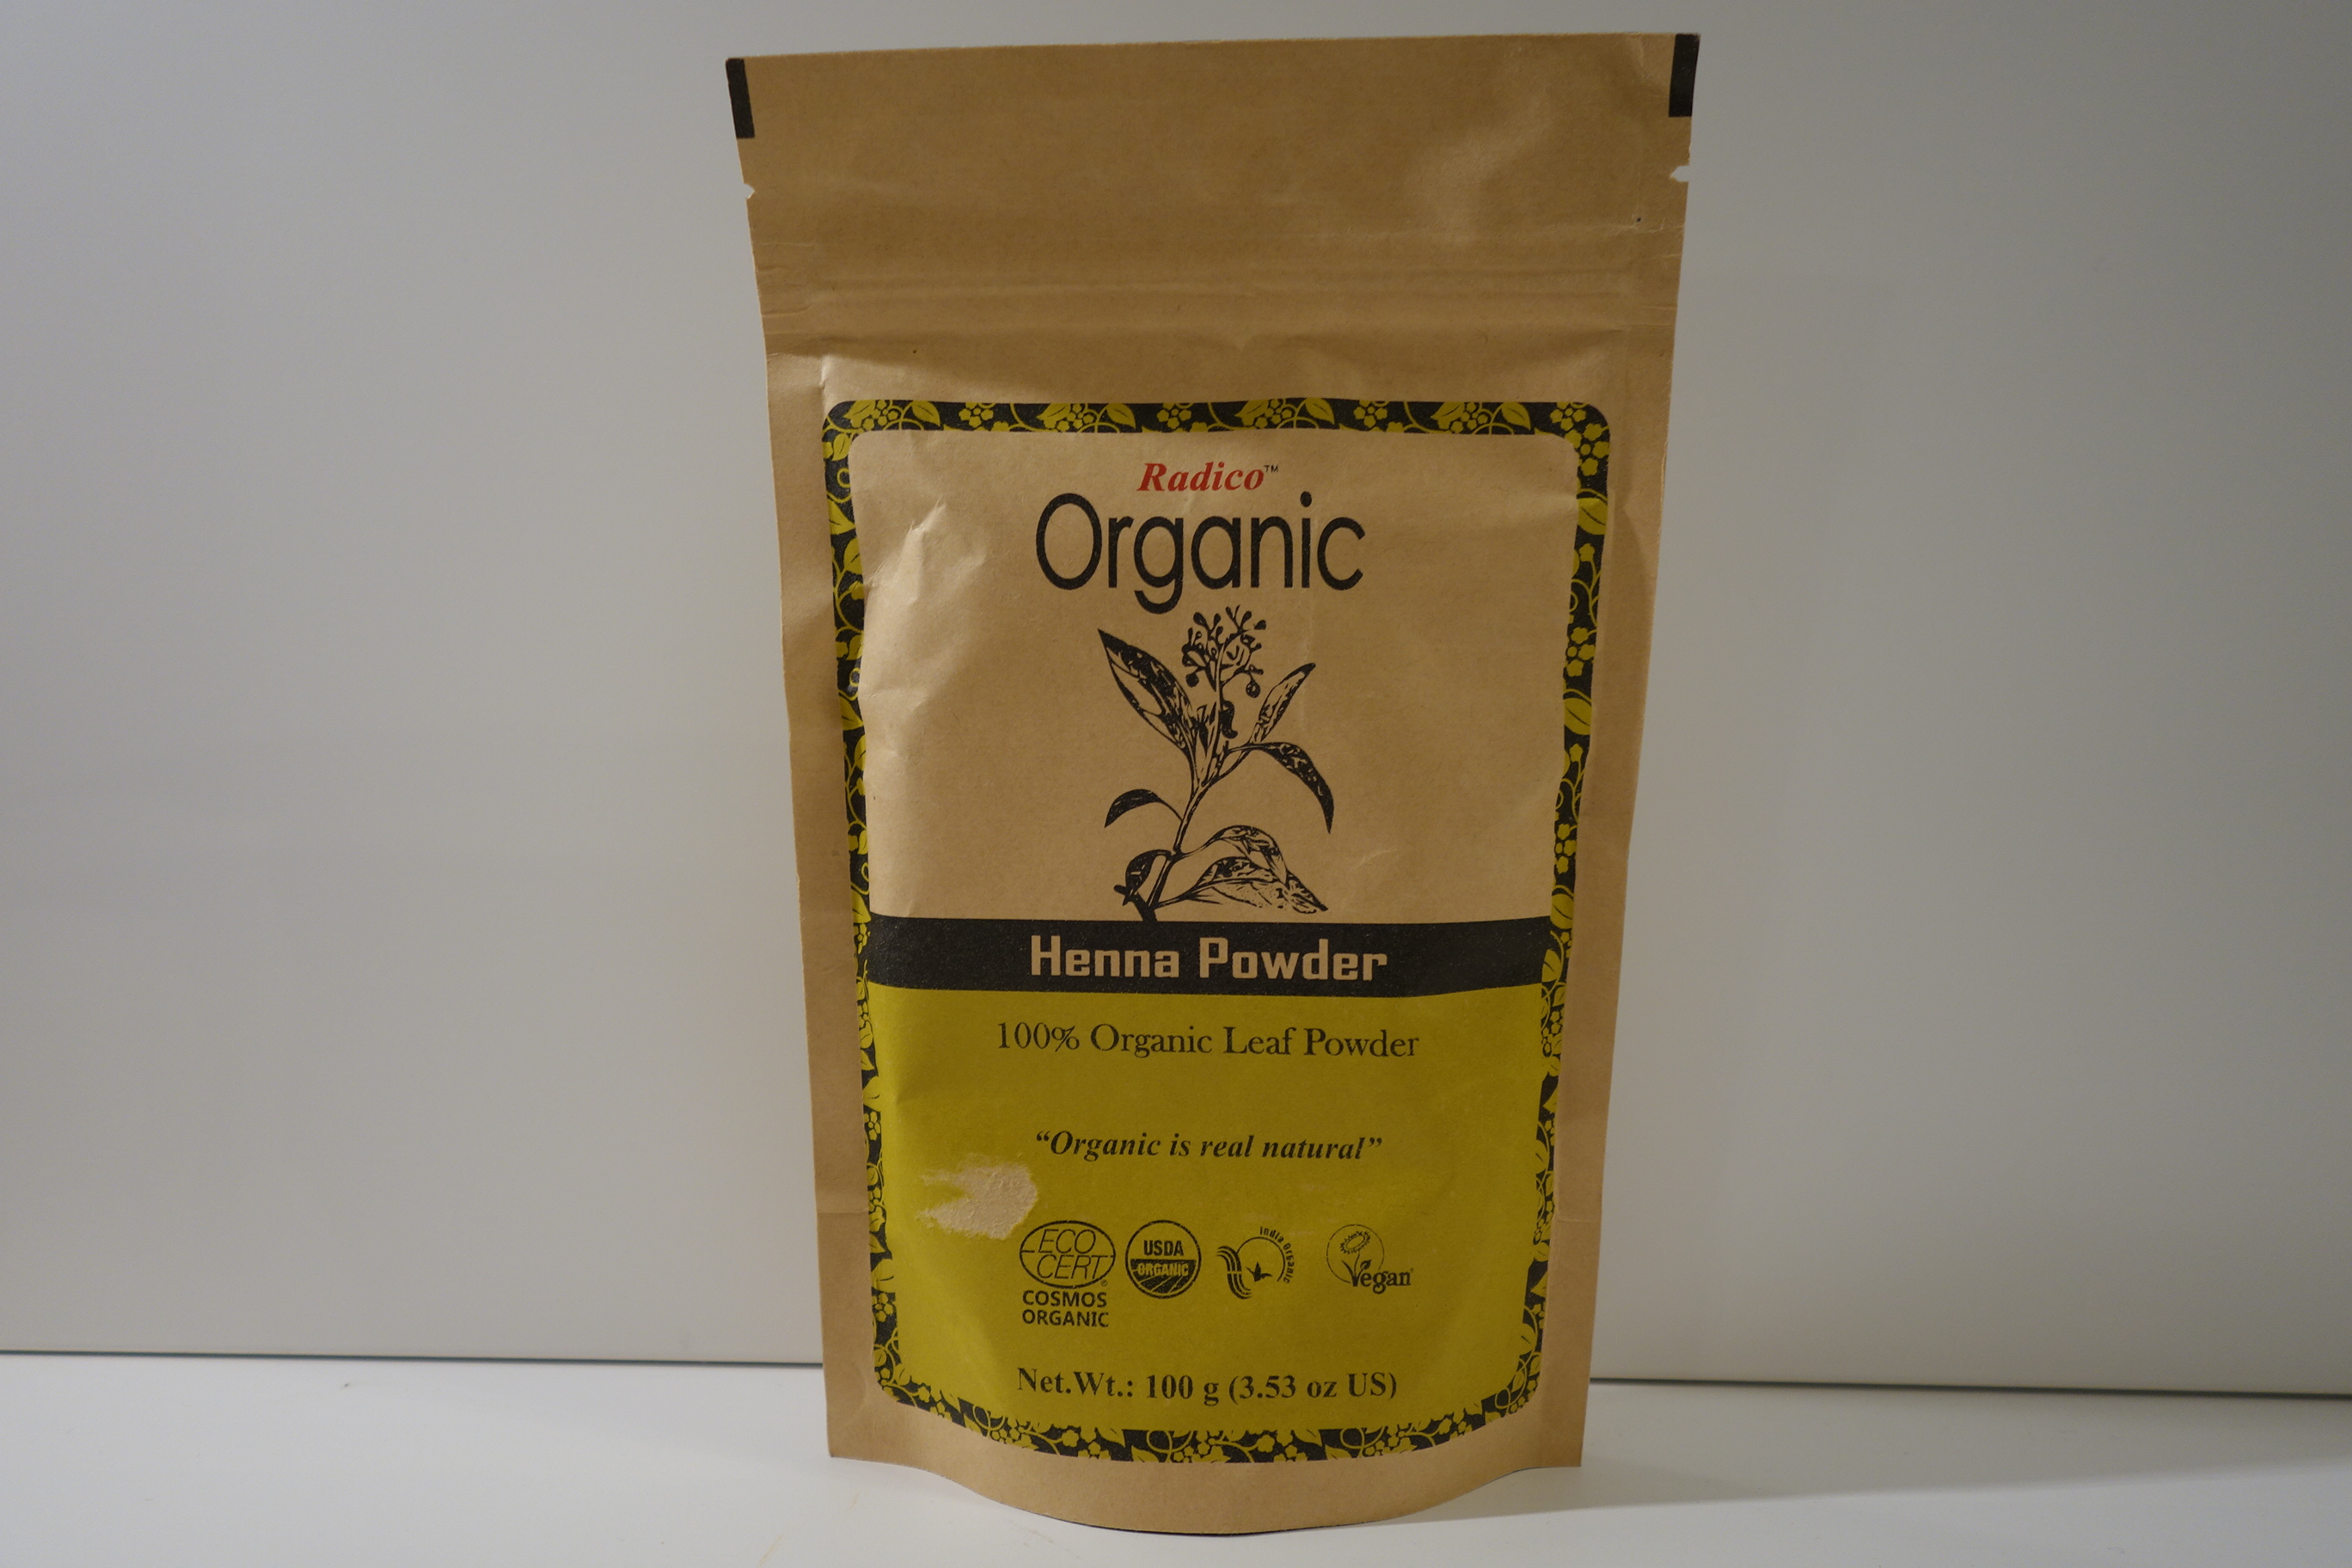 Radico™
Organic
Henna Powder
100% Organic Leaf Powder
“Organic is real natural”
ECO
CERT®
COSMOS
ORGANIC
USDA
ORGANIC
India Organic
Vegan
Net.Wt.: 100 g (3.53 oz US)